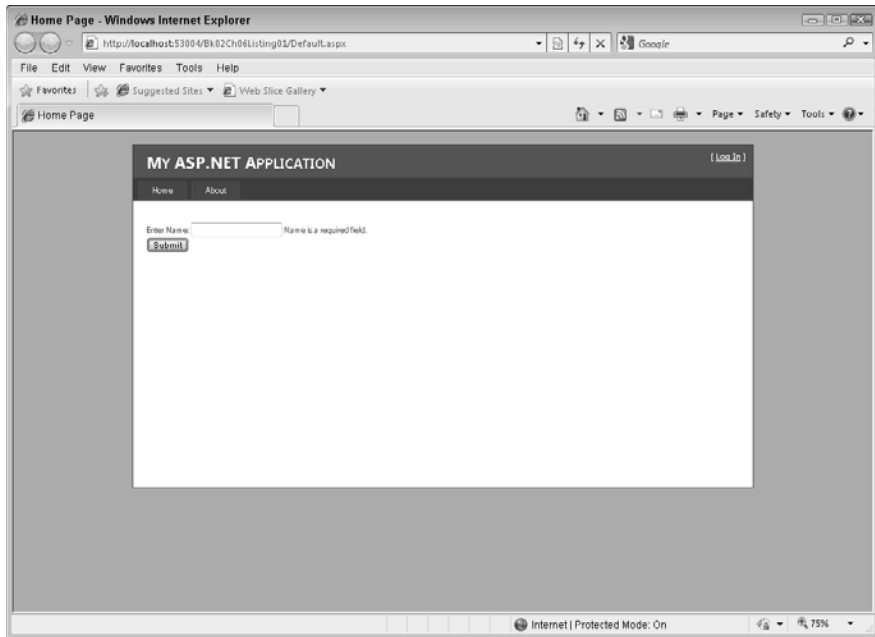 Home Page - Windows Internet Explorer
http://localhost:53004/Bk02Ch06Listing01/Default.aspx
Google
File Edit View Favorites Tools Help
Favorites Suggested Sites Web Slice Gallery
Home Page
Page Safety Tools
MY ASP.NET APPLICATION
[ Log In ]
Home About
Enter Name: Name is a required field.
Submit
Internet | Protected Mode: On
75%